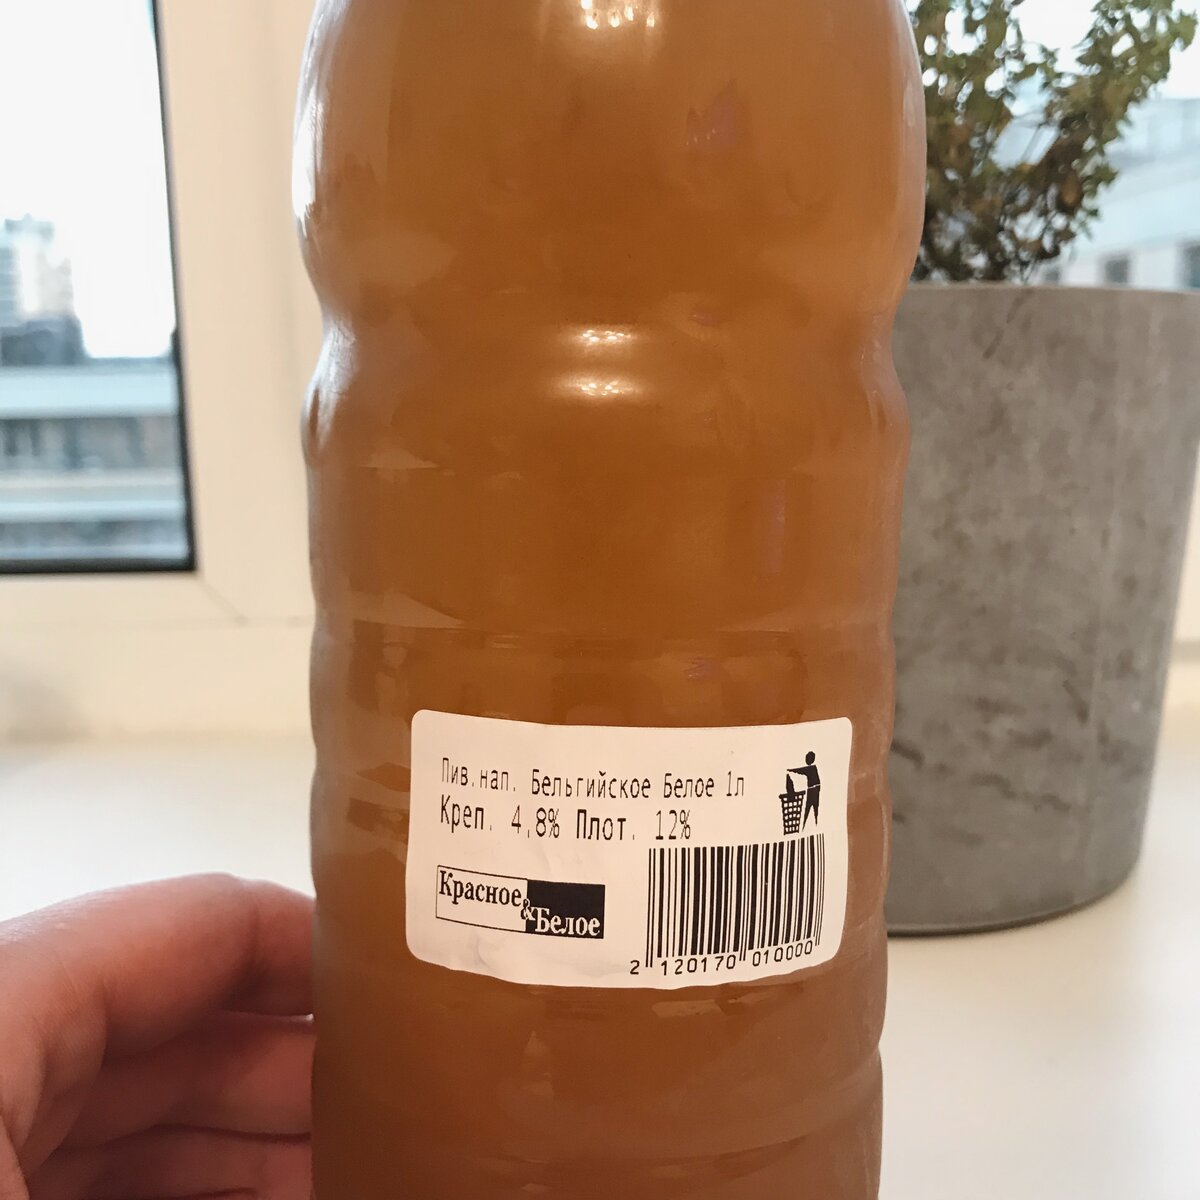 Пив.нап. Бельгийское Белое 1л
Креп. 4,8% Плот. 12%
Красное
&Белое
2 120170 010000